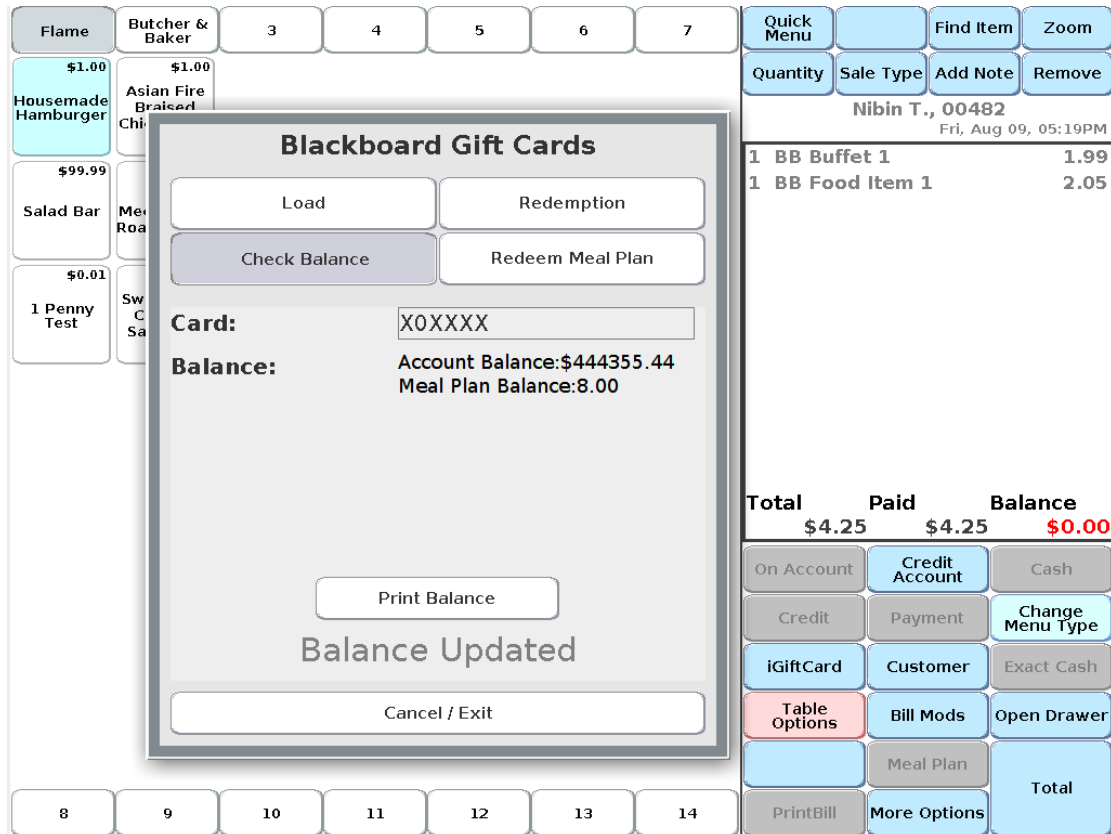 Flame
Butcher &
Baker
3
4
5
6
7
Quick
Menu
Find Item
Zoom
$1.00
Housemade
Hamburger
$1.00
Asian Fire
Braised
Quantity
Sale Type
Add Note
Remove
Nibin T., 00482
Fri, Aug 09, 05:19PM
$99.99
Salad Bar
$0.01
1 Penny
Test
Blackboard Gift Cards
Load
Redemption
Check Balance
Redeem Meal Plan
Card:
X0XXXX
Balance:
Account Balance:$444355.44
Meal Plan Balance:8.00
Print Balance
Balance Updated
Cancel / Exit
1 BB Buffet 1 1.99
1 BB Food Item 1 2.05
Total Paid Balance
$4.25 $4.25 $0.00
On Account
Credit
Account
Cash
Credit
Payment
Change
Menu Type
iGiftCard
Customer
Exact Cash
Table
Options
Bill Mods
Open Drawer
Meal Plan
Total
PrintBill
More Options
8
9
10
11
12
13
14